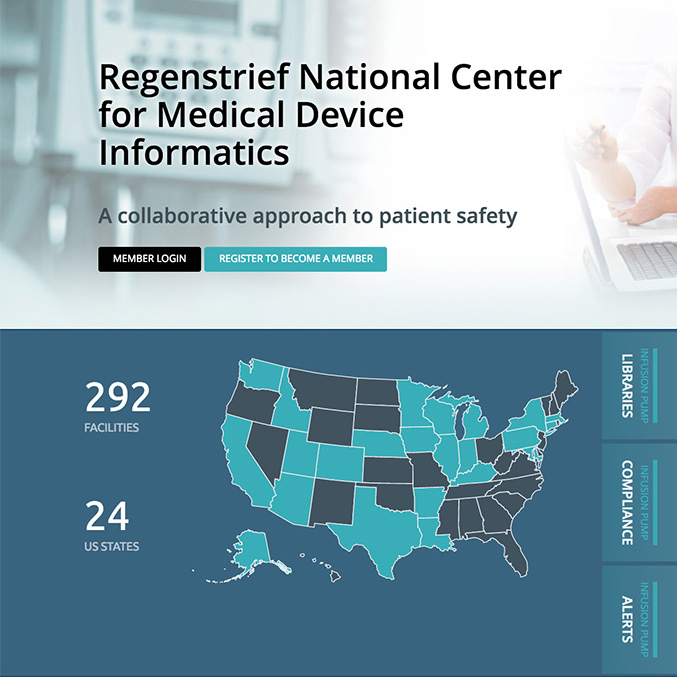 Regenstrief National Center
for Medical Device
Informatics
A collaborative approach to patient safety
MEMBER LOGIN
REGISTER TO BECOME A MEMBER
292
FACILITIES
24
US STATES
INFUSION PUMP
LIBRARIES
INFUSION PUMP
COMPLIANCE
INFUSION PUMP
ALERTS